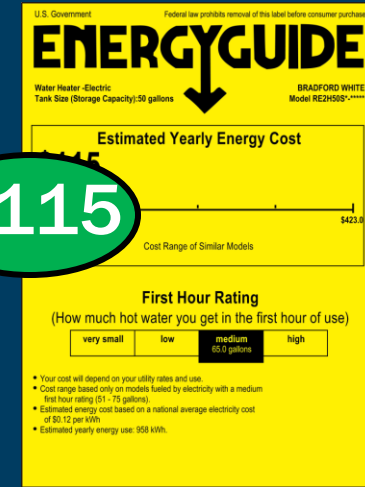 U.S. Government Federal law prohibits removal of this label before consumer purchase
ENERGYGUIDE
Water Heater -Electric BRADFORD WHITE
Tank Size (Storage Capacity):50 gallons Model RE2H50S*-*****
Estimated Yearly Energy Cost
115
$423.0
Cost Range of Similar Models
First Hour Rating
(How much hot water you get in the first hour of use)
very small low medium high
65.0 gallons
• Your cost will depend on your utility rates and use.
• Cost range based only on models fueled by electricity with a medium
first hour rating (51 - 75 gallons).
• Estimated energy cost based on a national average electricity cost
of $0.12 per kWh
• Estimated yearly energy use: 958 kWh.